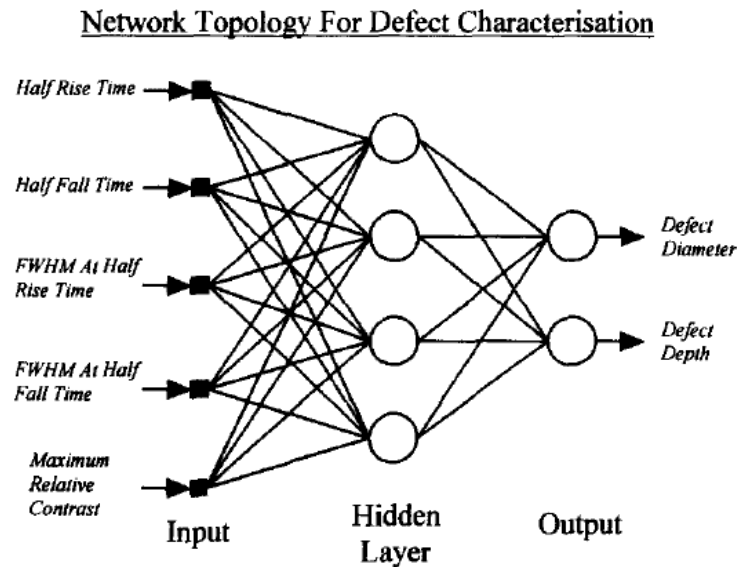 Network Topology For Defect Characterisation
Half Rise Time
Half Fall Time
FWHM At Half
Rise Time
FWHM At Half
Fall Time
Maximum
Relative
Contrast
Defect
Diameter
Defect
Depth
Input
Hidden
Layer
Output